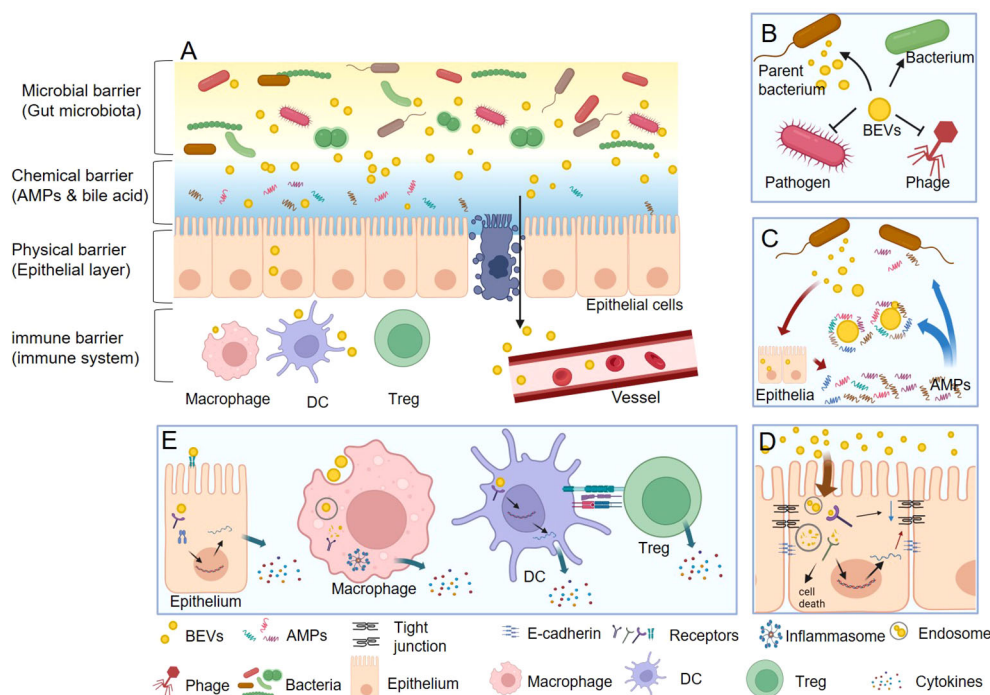 A
Microbial barrier
(Gut microbiota)
Chemical barrier
(AMPs & bile acid)
Physical barrier
(Epithelial layer)
Epithelial cells
immune barrier
(immune system)
Macrophage
DC
Treg
Vessel
B
Parent
bacterium
Bacterium
BEVs
Pathogen
Phage
C
Epithelia
AMPs
E
Epithelium
Macrophage
DC
Treg
D
cell
death
BEVs
AMPs
Tight
junction
E-cadherin
Receptors
Inflammasome
Endosome
Phage
Bacteria
Epithelium
Macrophage
DC
Treg
Cytokines